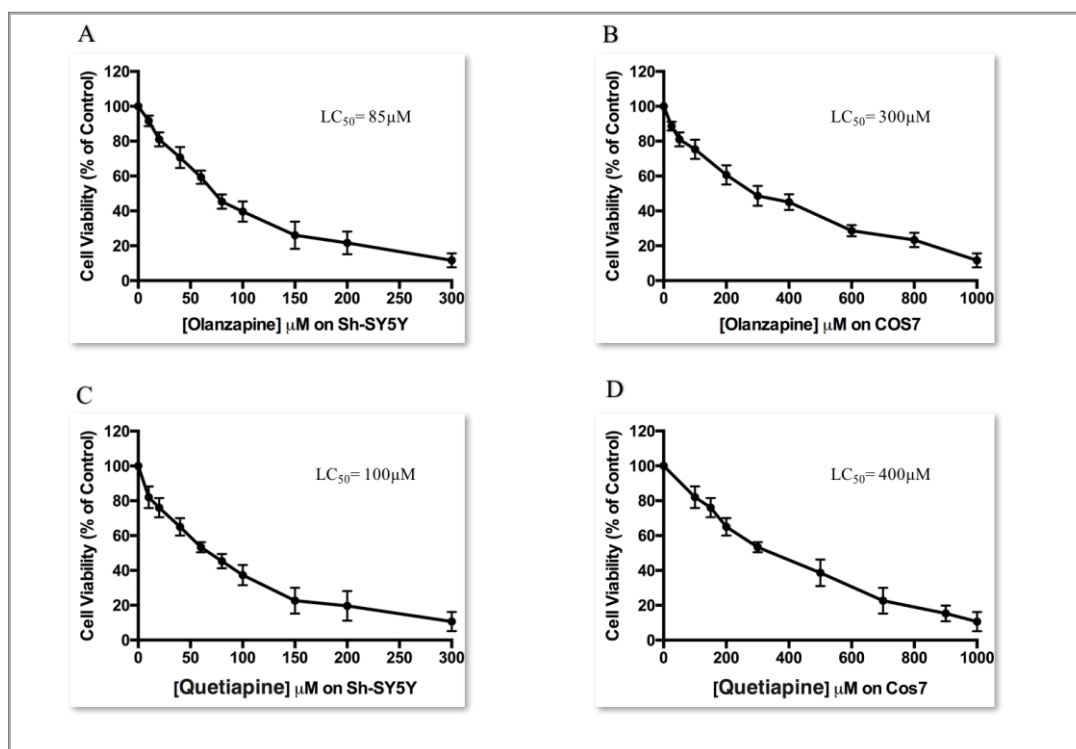 A
120
100
80
60
40
20
0
Cell Viability (% of Control)
LC₅₀= 85µM
0 50 100 150 200 250 300
[Olanzapine] µM on Sh-SY5Y
B
120
100
80
60
40
20
0
Cell Viability (% of Control)
LC₅₀= 300µM
0 200 400 600 800 1000
[Olanzapine] µM on COS7
C
120
100
80
60
40
20
0
Cell Viability (% of Control)
LC₅₀= 100µM
0 50 100 150 200 250 300
[Quetiapine] µM on Sh-SY5Y
D
120
100
80
60
40
20
0
Cell Viability (% of Control)
LC₅₀= 400µM
0 200 400 600 800 1000
[Quetiapine] µM on Cos7